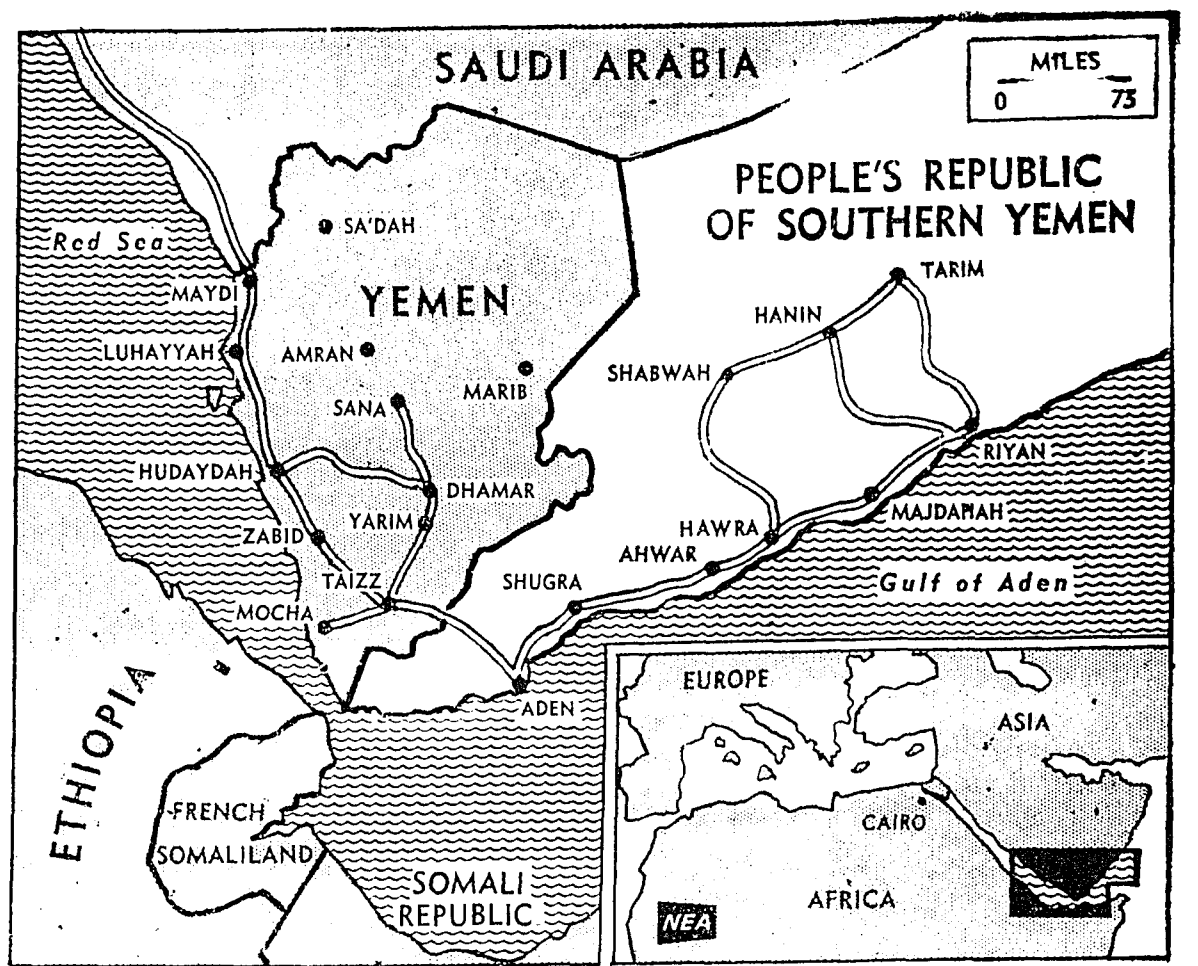 SAUDI ARABIA
MILES
0 73
PEOPLE'S REPUBLIC
OF SOUTHERN YEMEN
Red Sea
SA'DAH
TARIM
MAYDI
YEMEN
HANIN
LUHAYYAH
AMRAN
SHABWAH
MARIB
SANA
RIYAN
HUDAYDAH
DHAMAR
MAJDAHAH
YARIM
ZABID
HAWRA
AHWAR
TAIZZ
SHUGRA
Gulf of Aden
MOCHA
ADEN
ETHIOPIA
FRENCH
SOMALILAND
SOMALI
REPUBLIC
EUROPE
ASIA
CAIRO
AFRICA
NEA